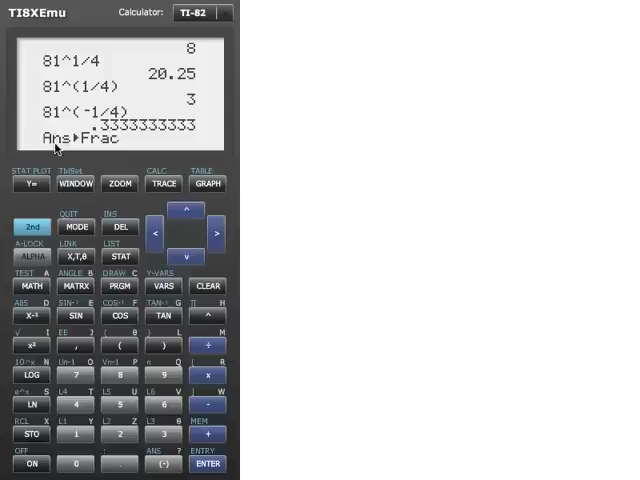 TI8XEmu Calculator: TI-82
8
81^1/4
20.25
81^(1/4)
3
81^(-1/4)
.3333333333
Ans▸Frac
STAT PLOT TblSet CALC TABLE
Y= WINDOW ZOOM TRACE GRAPH
QUIT INS
2nd MODE DEL
^
< >
v
A-LOCK LINK LIST
ALPHA X,T,θ STAT
TEST A ANGLE B DRAW C Y-VARS
MATH MATRX PRGM VARS CLEAR
ABS D SIN⁻¹ E COS⁻¹ F TAN⁻¹ G Π H
X-¹ SIN COS TAN ^
√ I EE J { θ } L M
x² , ( ) ÷
10^x N Un-1 O Vn-1 P n Q [ R
LOG 7 8 9 x
e^x S L4 T L5 U L6 V ] W
LN 4 5 6 -
RCL X L1 Y L2 Z L3 θ MEM
STO 1 2 3 +
OFF : ANS ? ENTRY
ON 0 . (-) ENTER